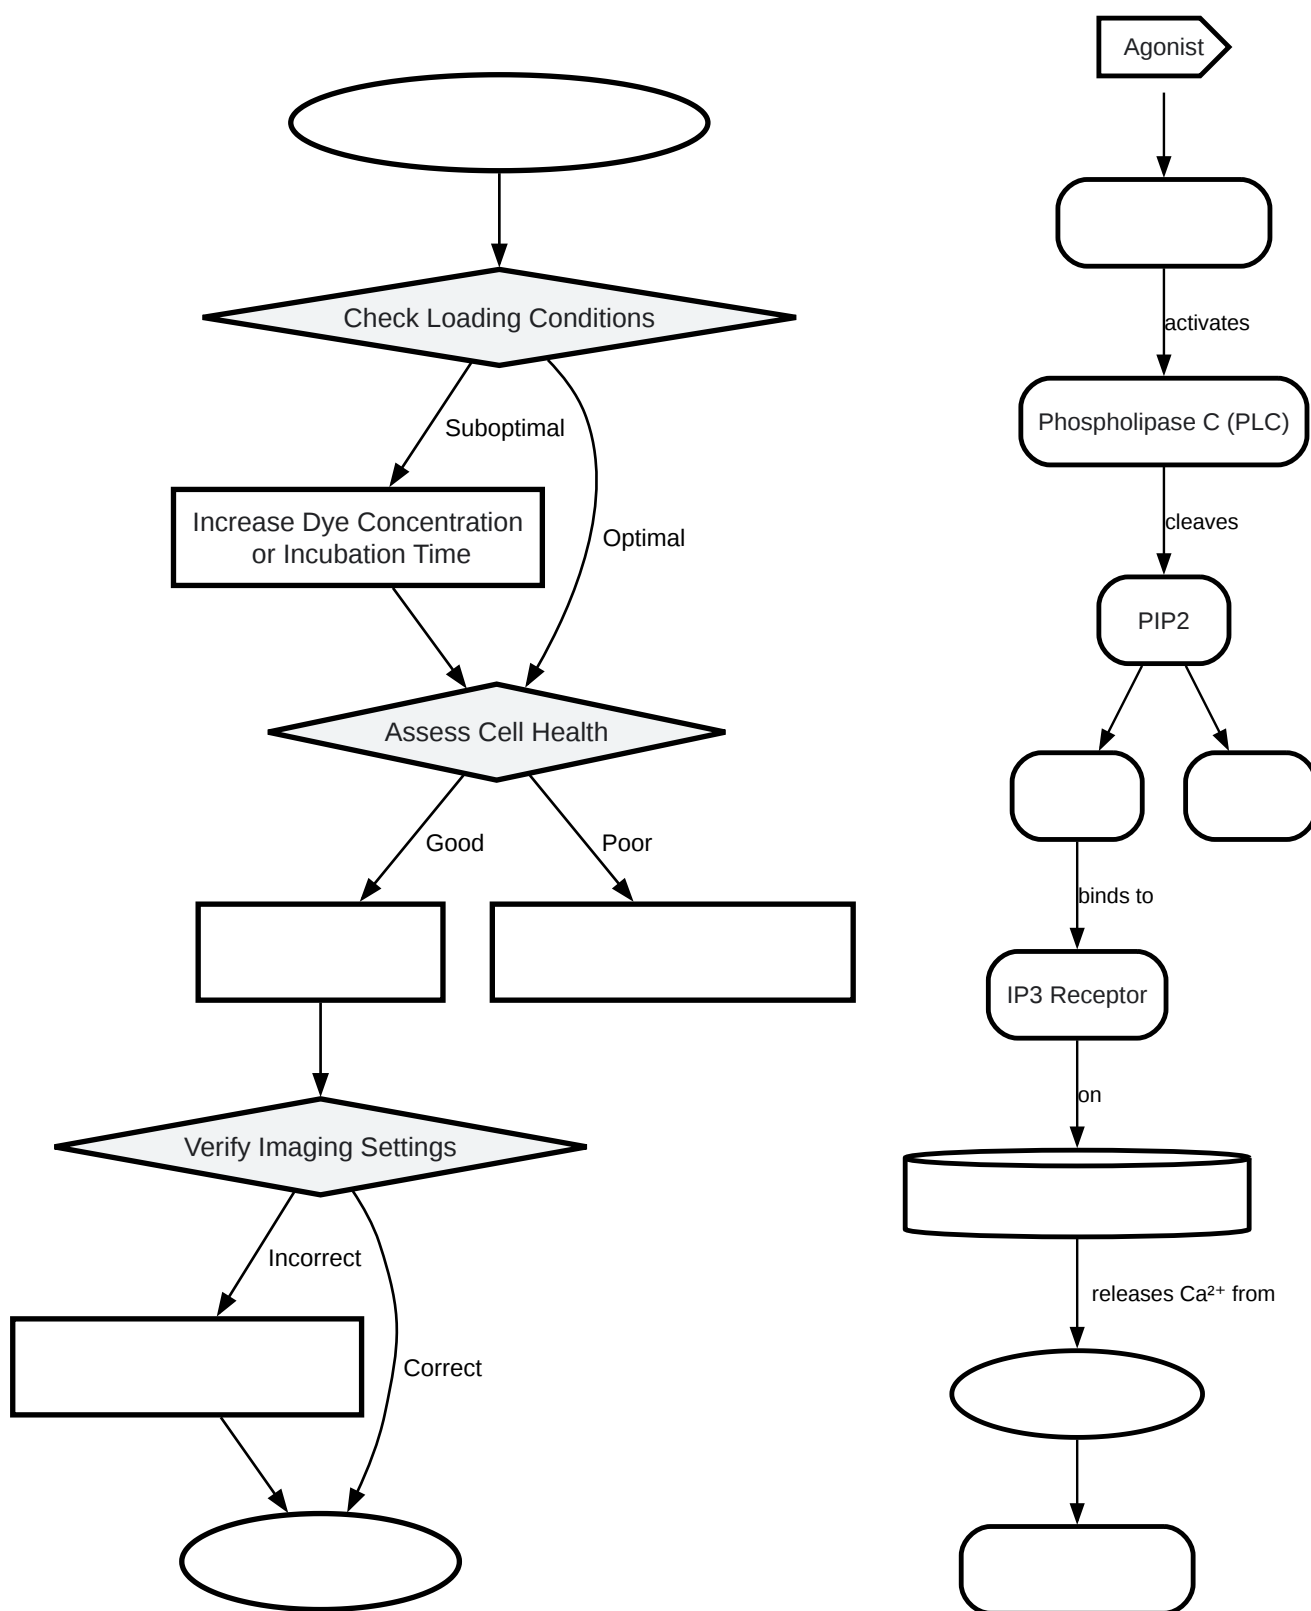 Check Loading Conditions
Suboptimal
Increase Dye Concentration
or Incubation Time
Optimal
Assess Cell Health
Good
Poor
Verify Imaging Settings
Incorrect
Correct
Agonist
activates
Phospholipase C (PLC)
cleaves
PIP2
binds to
IP3 Receptor
on
releases Ca²⁺ from